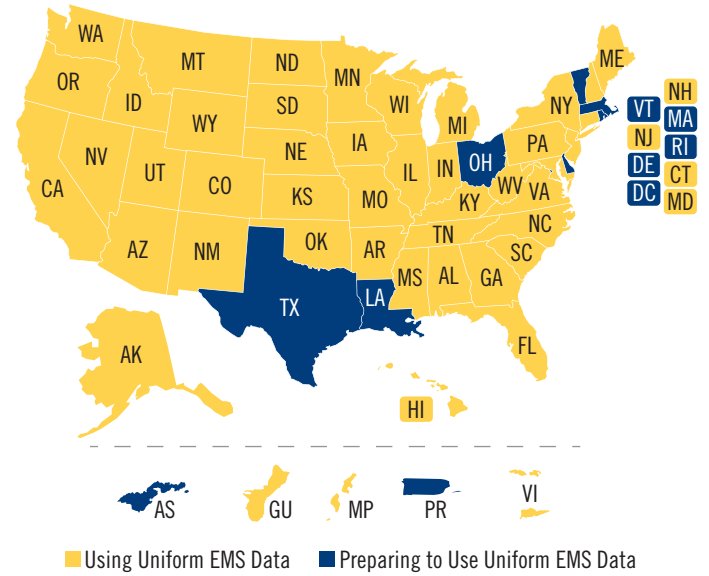 WA
MT
ND
MN
ME
OR
ID
SD
WI
NY
VT
NH
MA
WY
MI
NJ
RI
IA
PA
NE
NV
OH
DE
CT
IL
IN
UT
CO
WV
VA
DC
MD
CA
KS
MO
KY
NC
TN
OK
AZ
NM
AR
SC
MS
AL
GA
LA
TX
FL
AK
HI
AS
GU
MP
PR
VI
Using Uniform EMS Data
Preparing to Use Uniform EMS Data